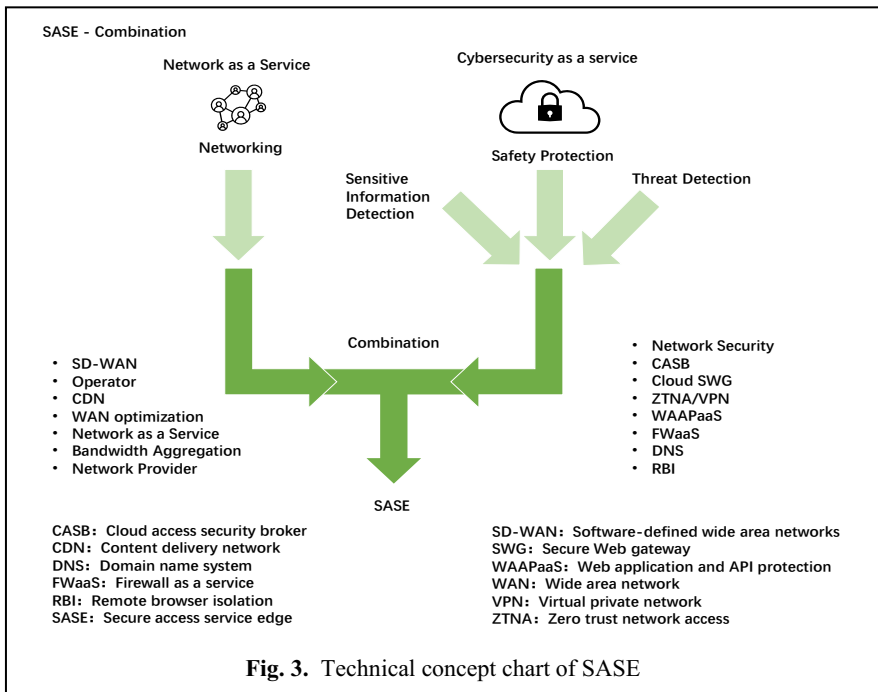 SASE - Combination
Network as a Service
Networking
Cybersecurity as a service
Safety Protection
Sensitive
Information
Detection
Threat Detection
Combination
• SD-WAN
• Operator
• CDN
• WAN optimization
• Network as a Service
• Bandwidth Aggregation
• Network Provider
• Network Security
• CASB
• Cloud SWG
• ZTNA/VPN
• WAAPaaS
• FWaaS
• DNS
• RBI
SASE
CASB：Cloud access security broker
CDN：Content delivery network
DNS：Domain name system
FWaaS：Firewall as a service
RBI：Remote browser isolation
SASE：Secure access service edge
SD-WAN：Software-defined wide area networks
SWG：Secure Web gateway
WAAPaaS：Web application and API protection
WAN：Wide area network
VPN：Virtual private network
ZTNA：Zero trust network access
Fig. 3. Technical concept chart of SASE